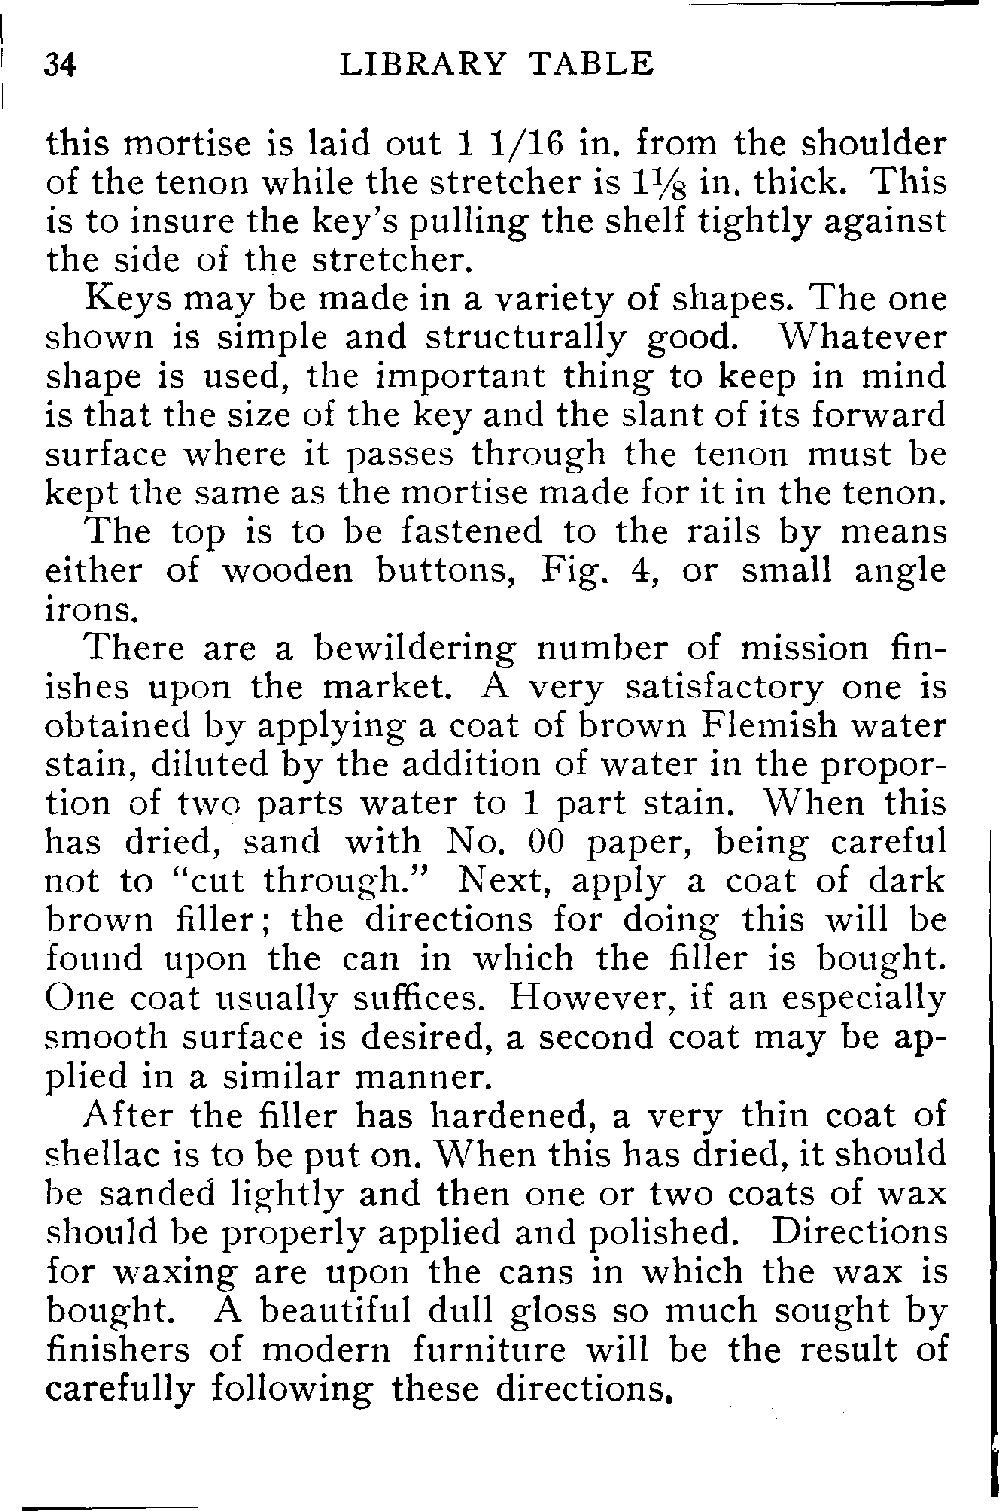 34 LIBRARY TABLE
this mortise is laid out 1 1/16 in. from the shoulder
of the tenon while the stretcher is 1⅛ in. thick. This
is to insure the key's pulling the shelf tightly against
the side of the stretcher.
Keys may be made in a variety of shapes. The one
shown is simple and structurally good. Whatever
shape is used, the important thing to keep in mind
is that the size of the key and the slant of its forward
surface where it passes through the tenon must be
kept the same as the mortise made for it in the tenon.
The top is to be fastened to the rails by means
either of wooden buttons, Fig. 4, or small angle
irons.
There are a bewildering number of mission fin-
ishes upon the market. A very satisfactory one is
obtained by applying a coat of brown Flemish water
stain, diluted by the addition of water in the propor-
tion of two parts water to 1 part stain. When this
has dried, sand with No. 00 paper, being careful
not to “cut through.” Next, apply a coat of dark
brown filler; the directions for doing this will be
found upon the can in which the filler is bought.
One coat usually suffices. However, if an especially
smooth surface is desired, a second coat may be ap-
plied in a similar manner.
After the filler has hardened, a very thin coat of
shellac is to be put on. When this has dried, it should
be sanded lightly and then one or two coats of wax
should be properly applied and polished. Directions
for waxing are upon the cans in which the wax is
bought. A beautiful dull gloss so much sought by
finishers of modern furniture will be the result of
carefully following these directions.